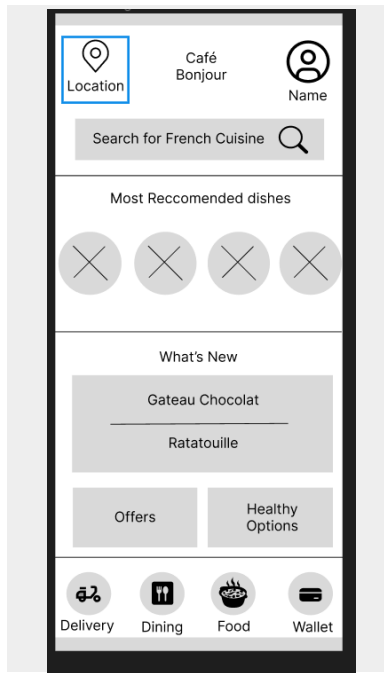 Location
Café
Bonjour
Name
Search for French Cuisine
Most Reccomended dishes
What's New
Gateau Chocolat
Ratatouille
Offers
Healthy
Options
Delivery
Dining
Food
Wallet